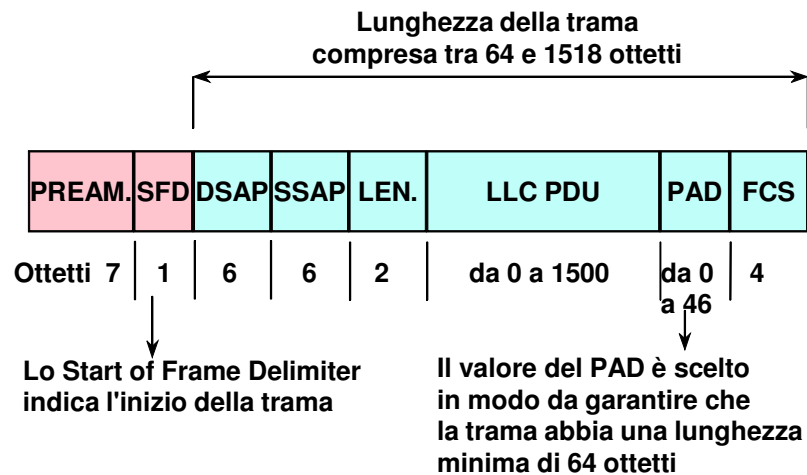 Lunghezza della trama
compresa tra 64 e 1518 ottetti
PREAM. SFD DSAP SSAP LEN. LLC PDU PAD FCS
Ottetti 7 1 6 6 2 da 0 a 1500 da 0 4
a 46
Lo Start of Frame Delimiter
indica l'inizio della trama
Il valore del PAD è scelto
in modo da garantire che
la trama abbia una lunghezza
minima di 64 ottetti